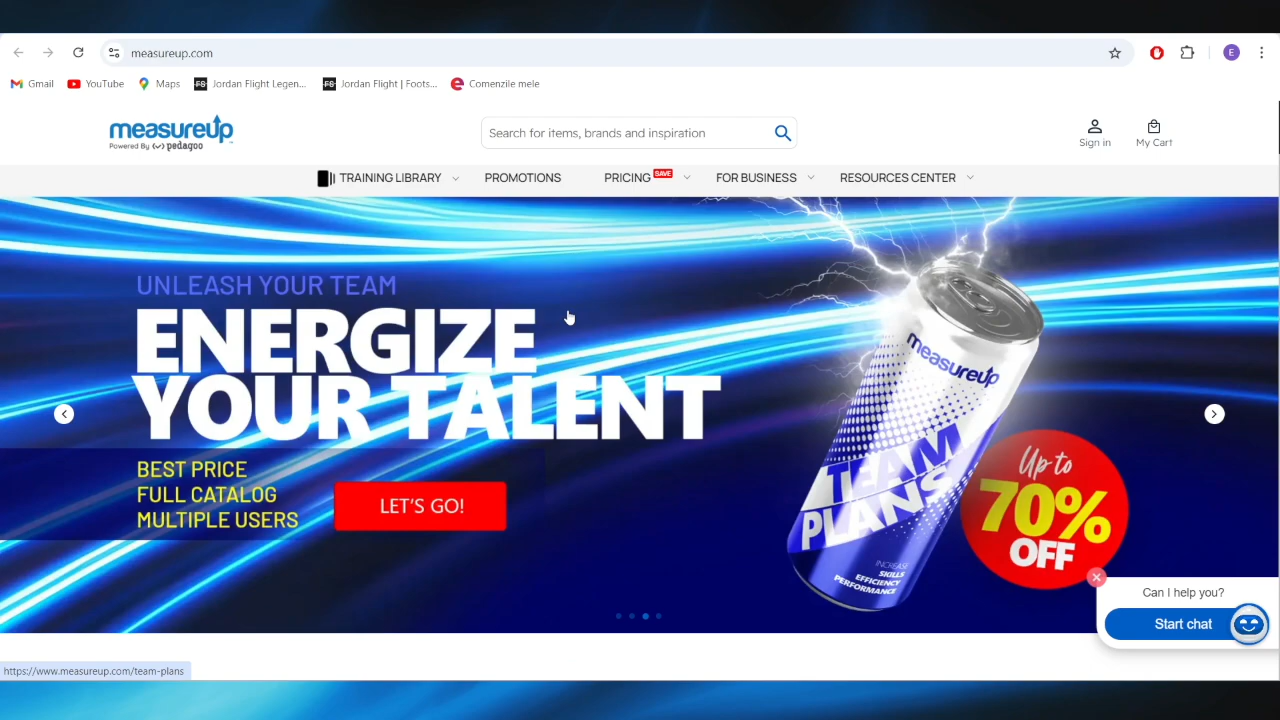 measureup.com
Gmail
YouTube
Maps
FS
Jordan Flight Legen...
FS
Jordan Flight | Foots...
Comenzile mele
E
measureup
Powered By pedagoo
Search for items, brands and inspiration
Sign in
My Cart
TRAINING LIBRARY
PROMOTIONS
PRICING SAVE
FOR BUSINESS
RESOURCES CENTER
UNLEASH YOUR TEAM
ENERGIZE
YOUR TALENT
BEST PRICE
FULL CATALOG
MULTIPLE USERS
LET'S GO!
measureup
TEAM
PLANS
INCREASE
SKILLS
EFFICIENCY
PERFORMANCE
Up to
70%
OFF
Can I help you?
Start chat
https://www.measureup.com/team-plans